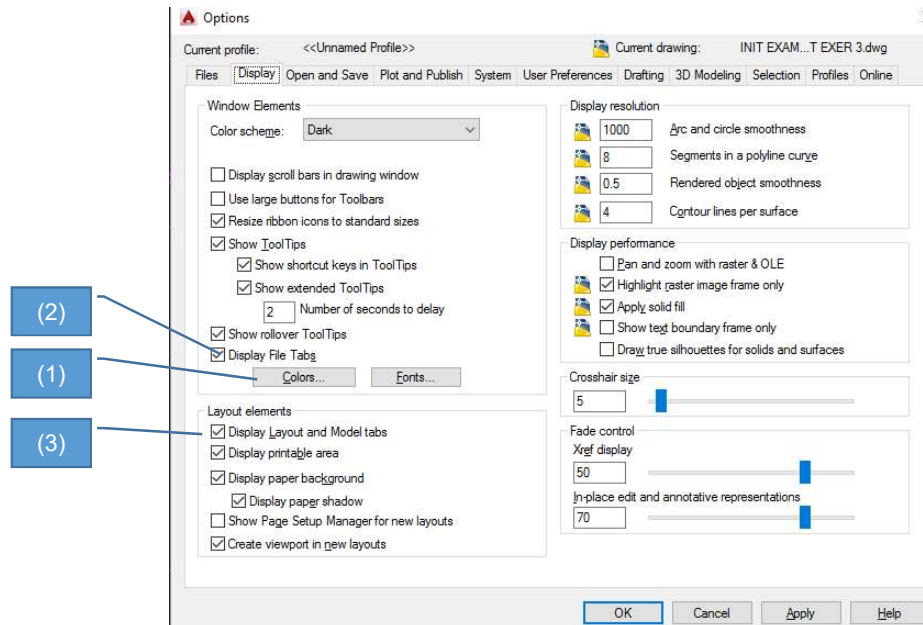 Options
Current profile: <<Unnamed Profile>> Current drawing: INIT EXAM...T EXER 3.dwg
Files Display Open and Save Plot and Publish System User Preferences Drafting 3D Modeling Selection Profiles Online
Window Elements
Color scheme: Dark
Display scroll bars in drawing window
Use large buttons for Toolbars
Resize ribbon icons to standard sizes
Show ToolTips
Show shortcut keys in ToolTips
Show extended ToolTips
2 Number of seconds to delay
Show rollover ToolTips
(2)
Display File Tabs
(1)
Colors... Fonts...
Layout elements
(3)
Display Layout and Model tabs
Display printable area
Display paper background
Display paper shadow
Show Page Setup Manager for new layouts
Create viewport in new layouts
Display resolution
1000 Arc and circle smoothness
8 Segments in a polyline curve
0.5 Rendered object smoothness
4 Contour lines per surface
Display performance
Pan and zoom with raster & OLE
Highlight raster image frame only
Apply solid fill
Show text boundary frame only
Draw true silhouettes for solids and surfaces
Crosshair size
5
Fade control
Xref display
50
In-place edit and annotative representations
70
OK Cancel Apply Help